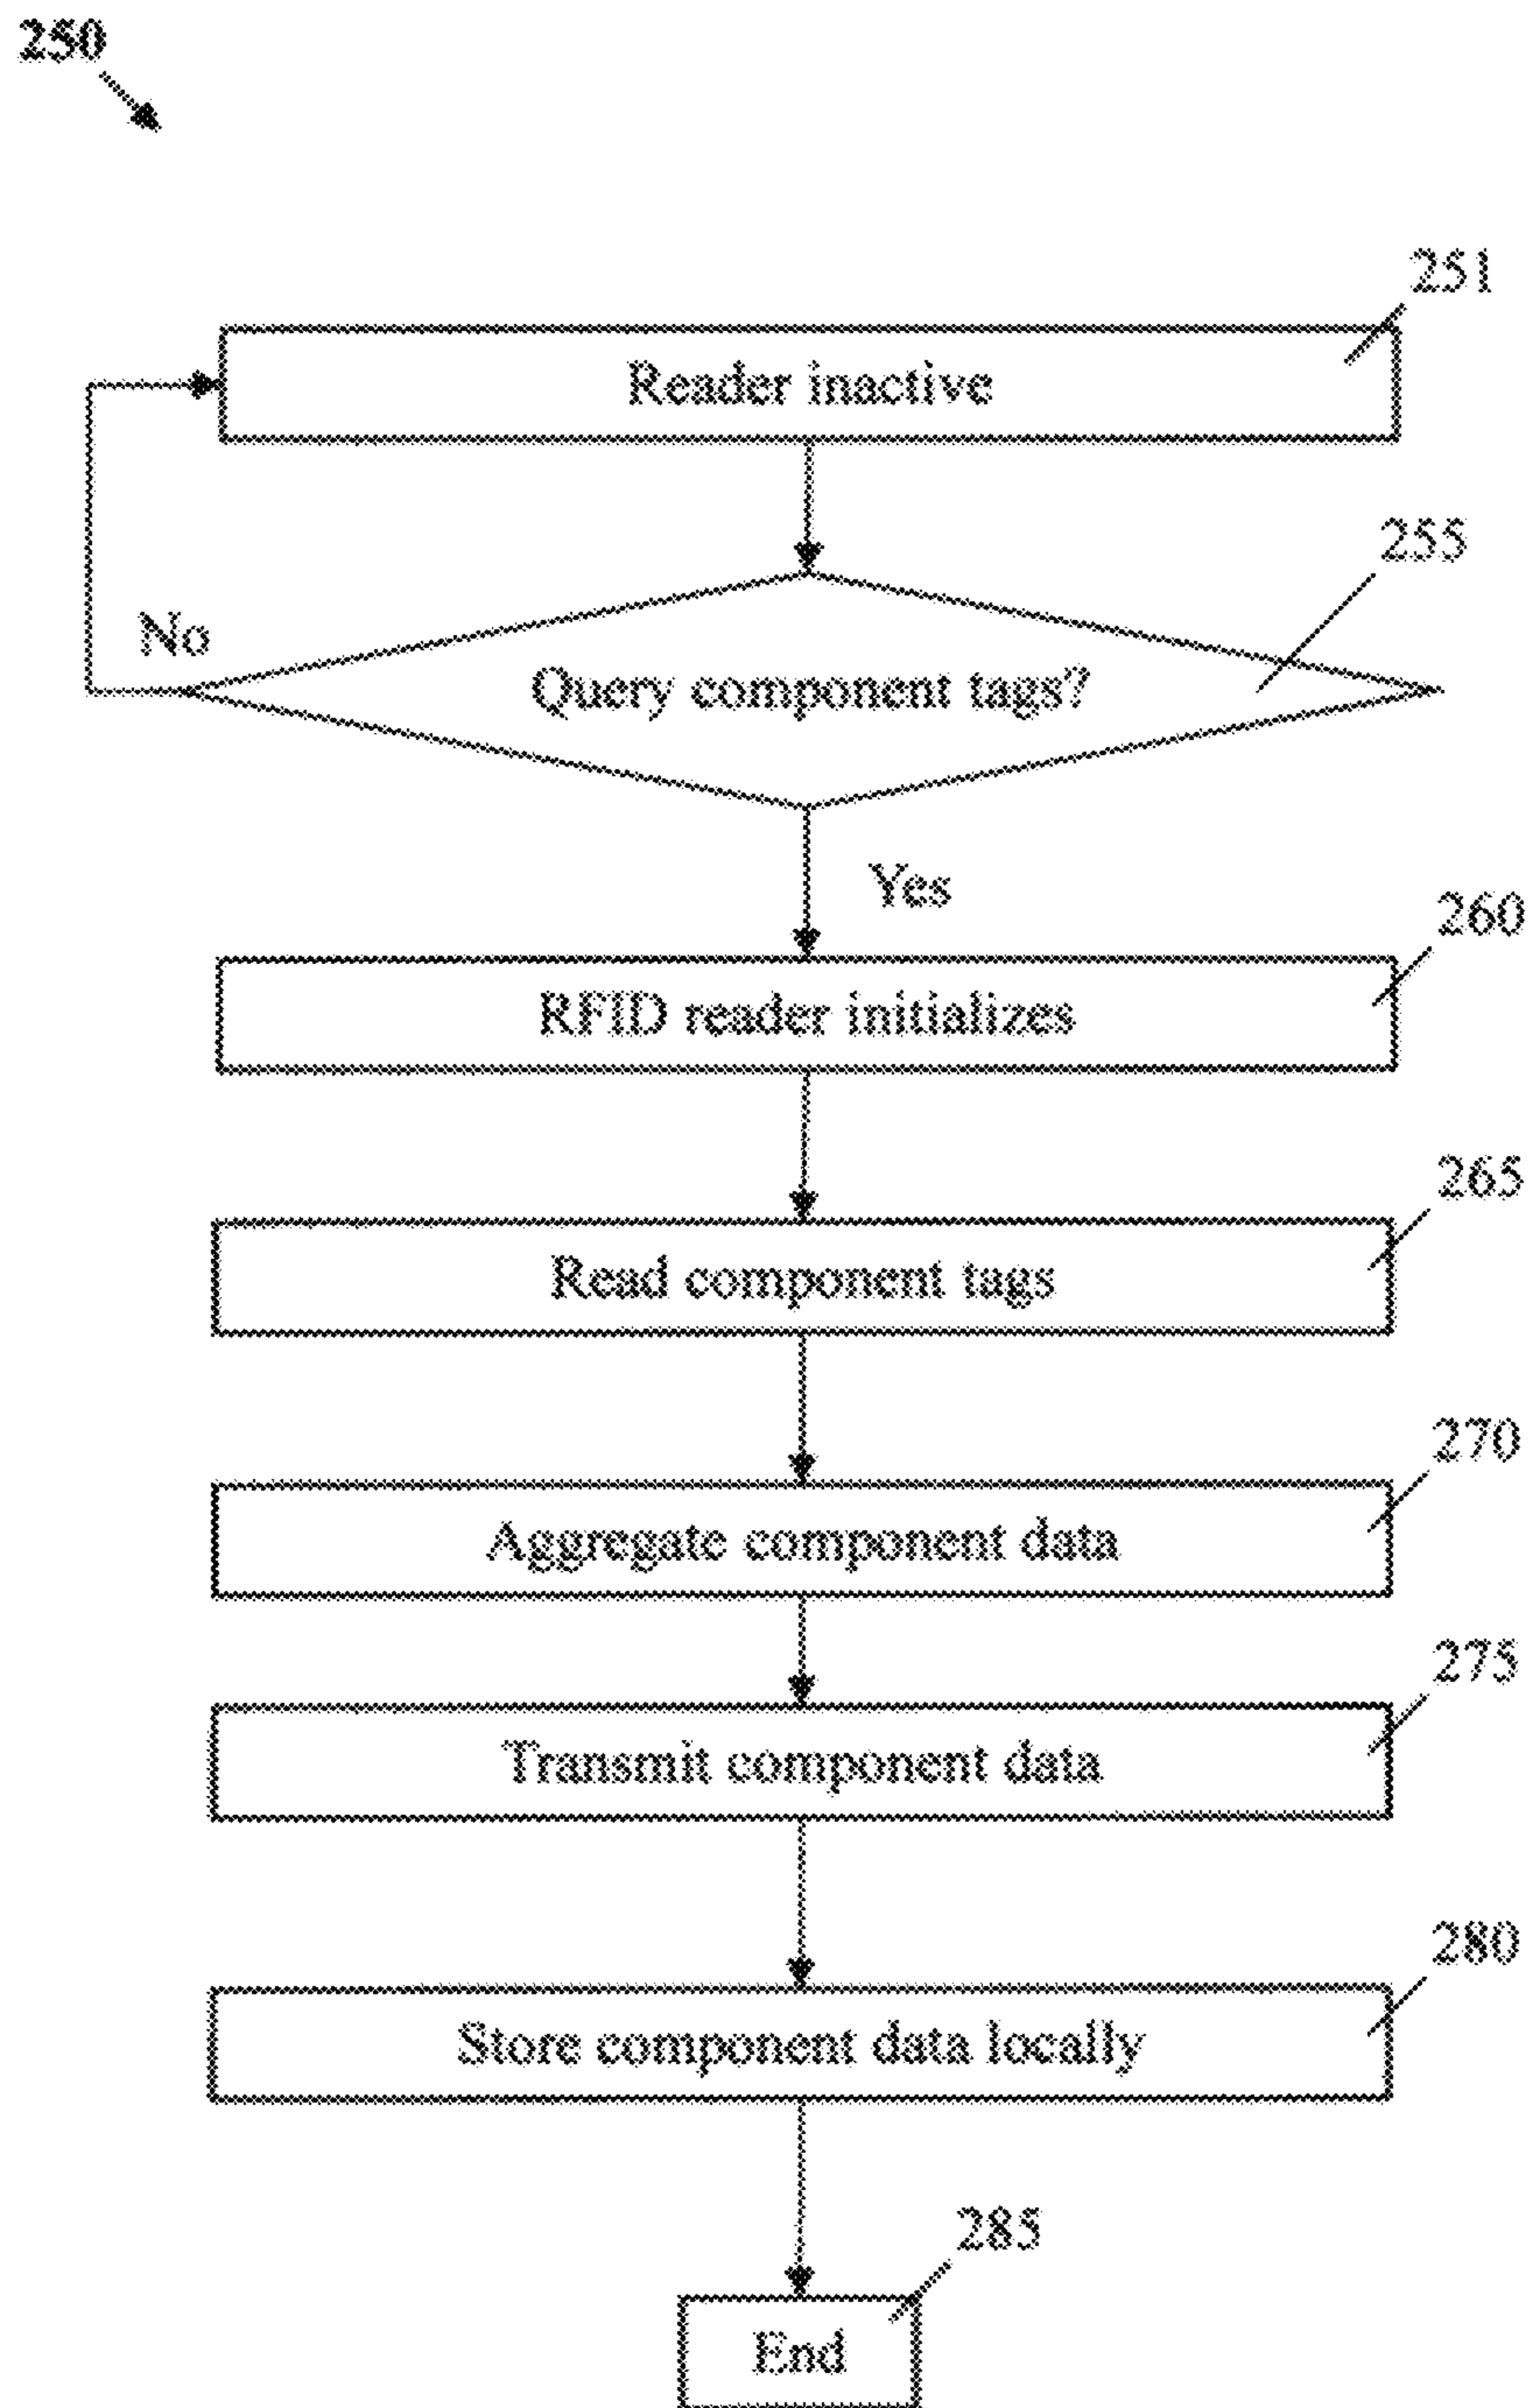 250
251
Reader inactive
255
No
Query component tags?
Yes
260
RFID reader initializes
265
Read component tags
270
Aggregate component data
275
Transmit component data
280
Store component data locally
285
End